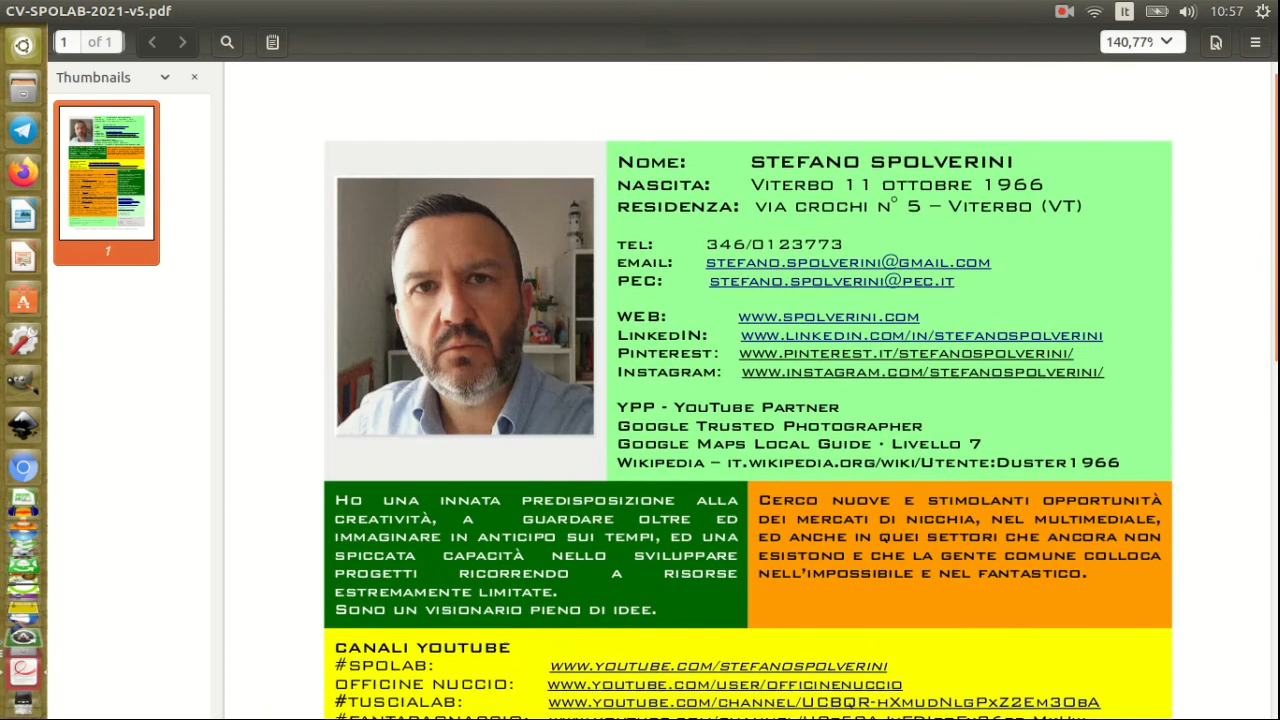 CV-SPOLAB-2021-v5.pdf
It
10:57
1 of 1
140,77%
Thumbnails
1
Nome: STEFANO SPOLVERINI
nascita: Viterbo 11 ottobre 1966
residenza: via crochi n° 5 – Viterbo (VT)
tel: 346/0123773
email: stefano.spolverini@gmail.com
pec: stefano.spolverini@pec.it
web: www.spolverini.com
LinkedIN: www.linkedin.com/in/stefanospolverini
Pinterest: www.pinterest.it/stefanospolverini/
Instagram: www.instagram.com/stefanospolverini/
YPP - YouTube Partner
Google Trusted Photographer
Google Maps Local Guide · Livello 7
Wikipedia – it.wikipedia.org/wiki/Utente:Duster1966
Ho una innata predisposizione alla
creatività, a guardare oltre ed
immaginare in anticipo sui tempi, ed una
spiccata capacità nello sviluppare
progetti ricorrendo a risorse
estremamente limitate.
Sono un visionario pieno di idee.
Cerco nuove e stimolanti opportunità
dei mercati di nicchia, nel multimediale,
ed anche in quei settori che ancora non
esistono e che la gente comune colloca
nell'impossibile e nel fantastico.
CANALI YOUTUBE
#SPOLAB: www.youtube.com/stefanospolverini
OFFICINE NUCCIO: www.youtube.com/user/officinenuccio
#TUSCIALAB: www.youtube.com/channel/UCBQR-hXmudNlgPxZ2Em3ObA